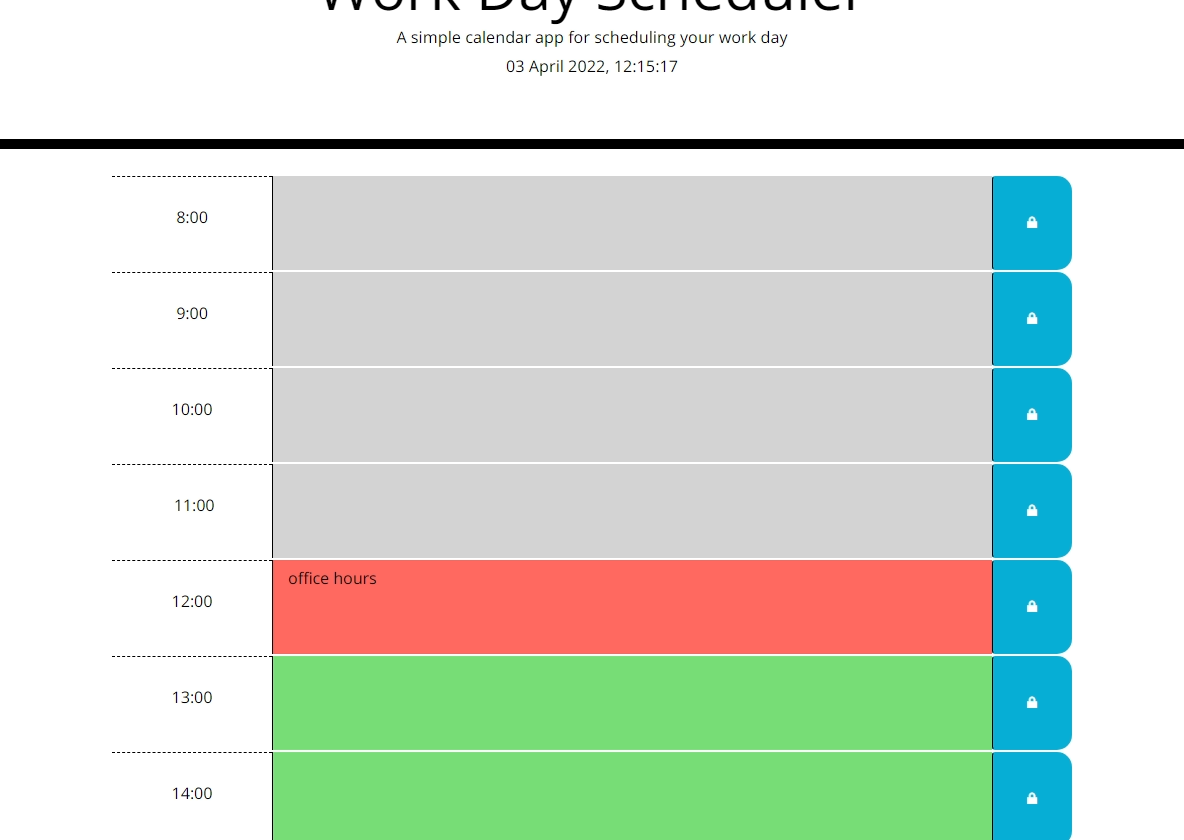 Work Day Scheduler
A simple calendar app for scheduling your work day
03 April 2022, 12:15:17
8:00
9:00
10:00
11:00
12:00
office hours
13:00
14:00